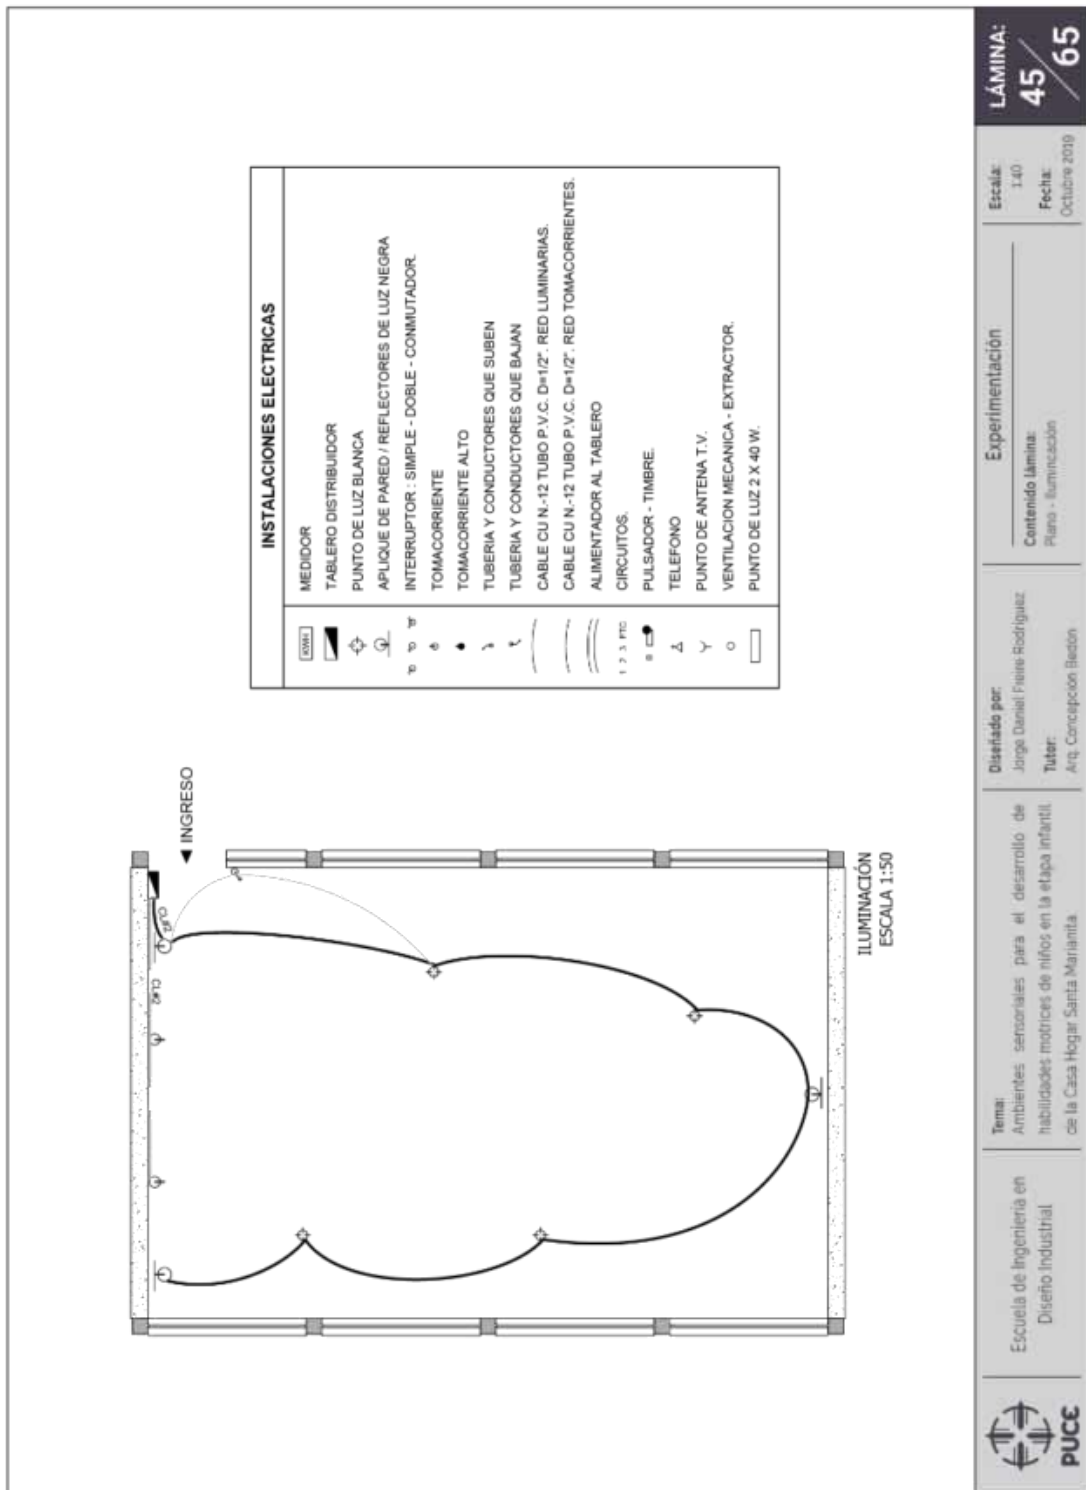 INSTALACIONES ELECTRICAS
KWH MEDIDOR
TABLERO DISTRIBUIDOR
PUNTO DE LUZ BLANCA
APLIQUE DE PARED / REFLECTORES DE LUZ NEGRA
INTERRUPTOR : SIMPLE - DOBLE - CONMUTADOR.
TOMACORRIENTE
TOMACORRIENTE ALTO
TUBERIA Y CONDUCTORES QUE SUBEN
TUBERIA Y CONDUCTORES QUE BAJAN
CABLE CU N.-12 TUBO P.V.C. D=1/2". RED LUMINARIAS.
CABLE CU N.-12 TUBO P.V.C. D=1/2". RED TOMACORRIENTES.
ALIMENTADOR AL TABLERO
1 2 3 PTC CIRCUITOS.
PULSADOR - TIMBRE.
TELEFONO
PUNTO DE ANTENA T.V.
VENTILACION MECANICA - EXTRACTOR.
PUNTO DE LUZ 2 X 40 W.
INGRESO
ILUMINACIÓN
ESCALA 1:50
PUCE
Escuela de Ingeniería en
Diseño Industrial
Tema:
Ambientes sensoriales para el desarrollo de
habilidades motrices de niños en la etapa infantil
de la Casa Hogar Santa Marianita.
Diseñado por:
Jorge Daniel Freire Rodríguez
Tutor:
Arq. Concepción Bedón
Experimentación
Contenido lámina:
Plano - Iluminación
Escala:
1:40
Fecha:
Octubre 2019
LÁMINA:
45/65